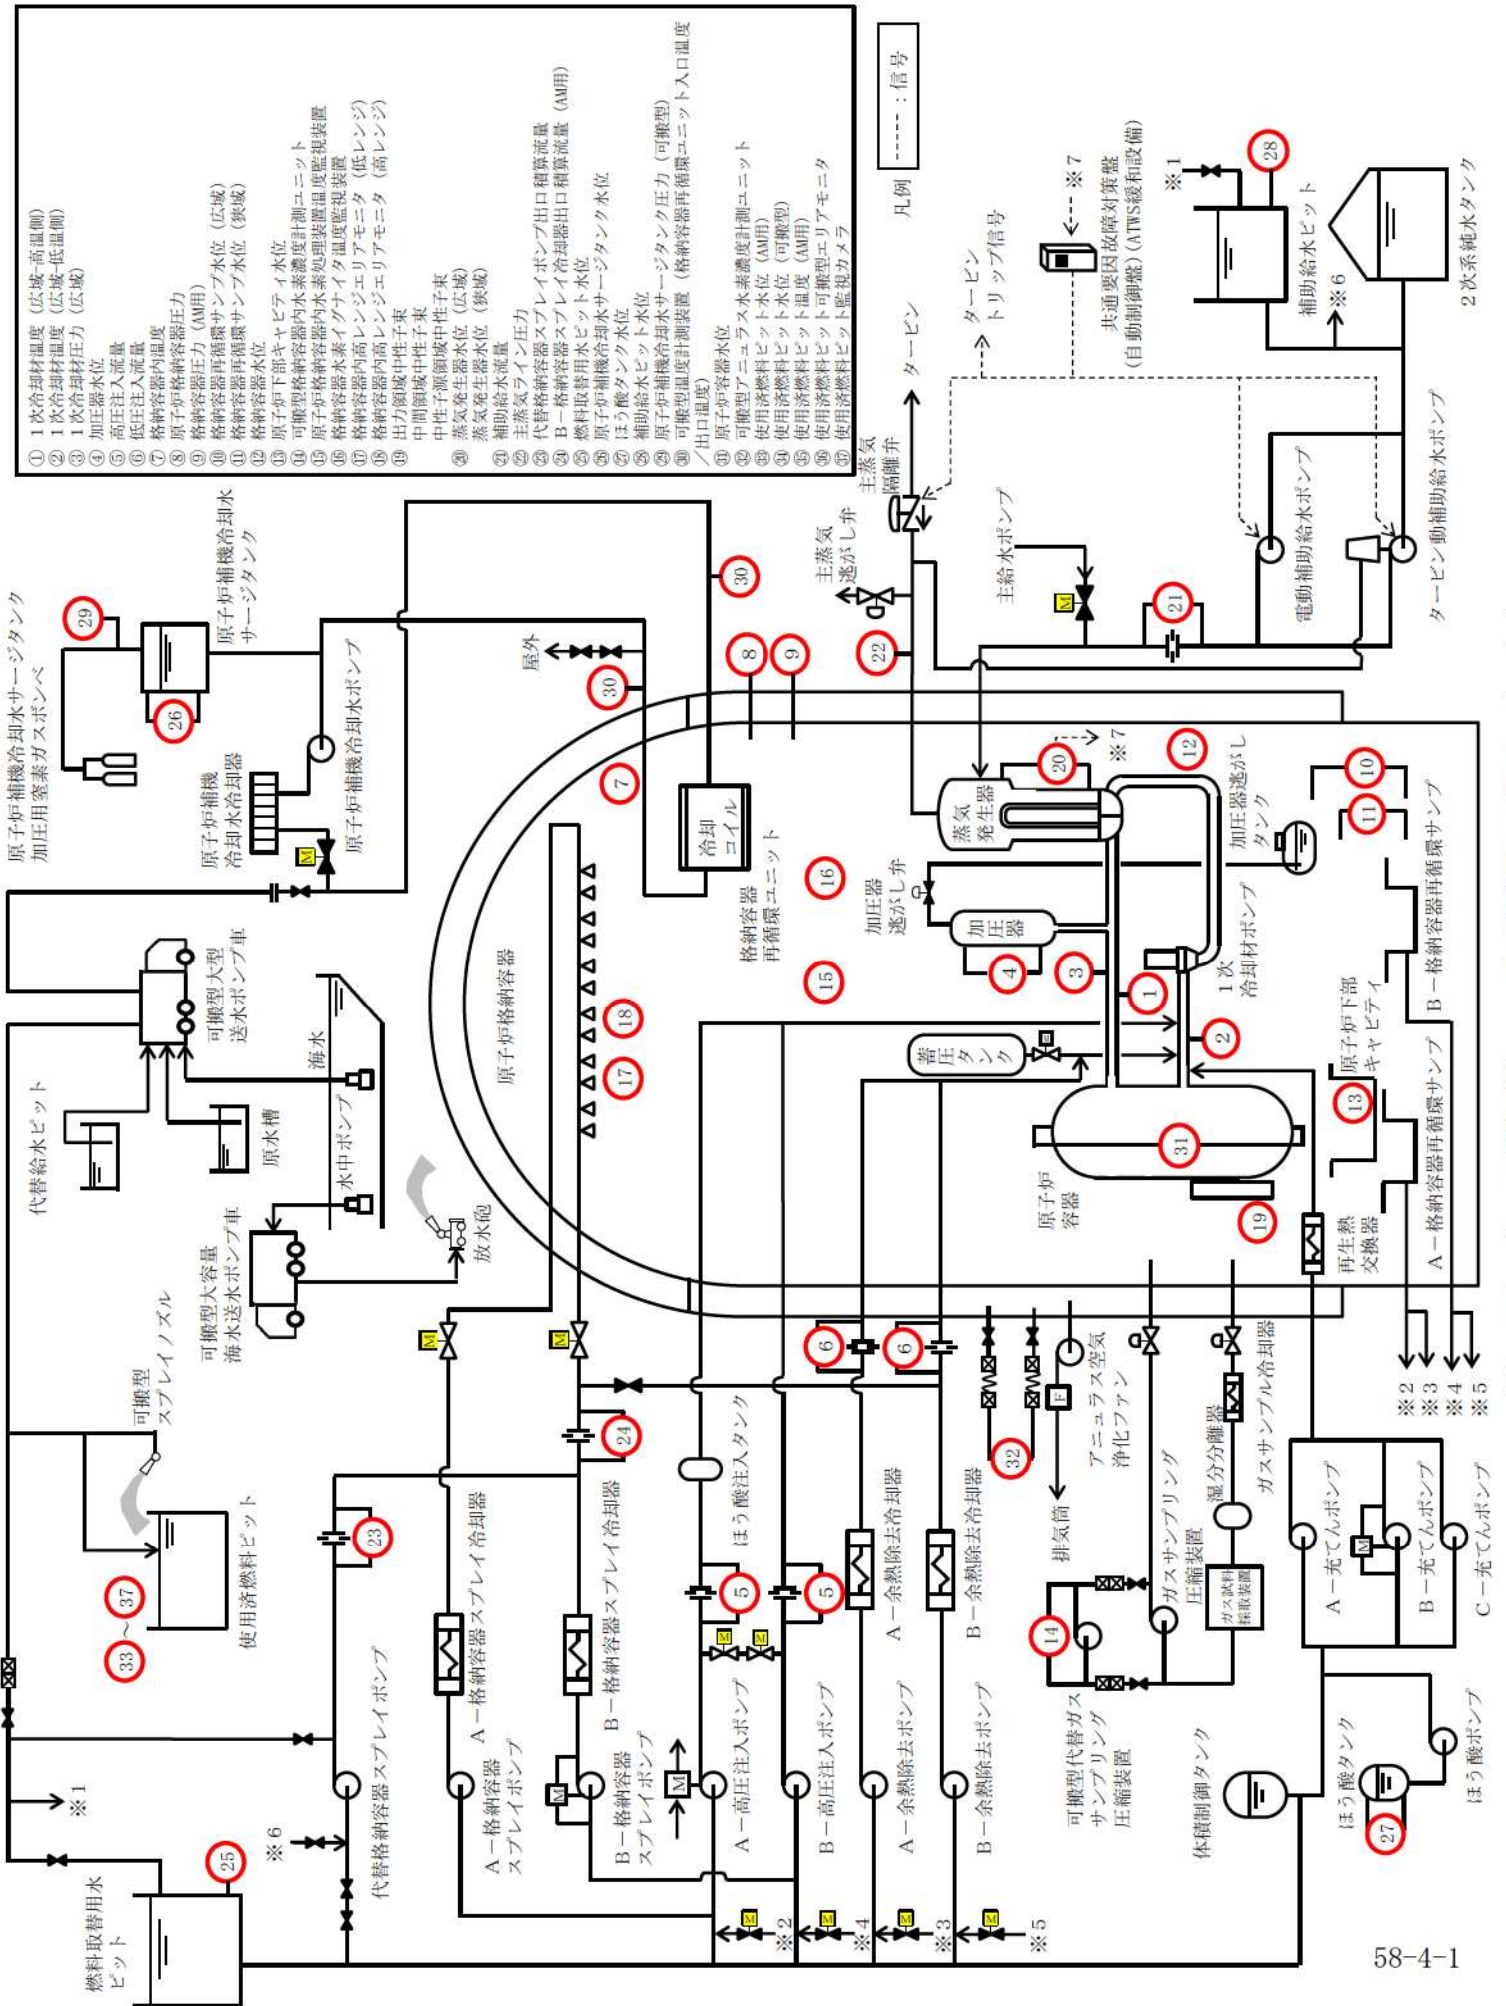 ① 1次冷却材温度（広域-高温側）
② 1次冷却材温度（広域-低温側）
③ 1次冷却材圧力（広域）
④ 加圧器水位
⑤ 高圧注入流量
⑥ 低圧注入流量
⑦ 格納容器内温度
⑧ 原子炉格納容器圧力
⑨ 格納容器圧力（AM用）
⑩ 格納容器再循環サンプ水位（広域）
⑪ 格納容器再循環サンプ水位（狭域）
⑫ 格納容器水位
⑬ 原子炉下部キャビティ水位
⑭ 可搬型格納容器内水素濃度計測ユニット
⑮ 原子炉格納容器内水素処理装置温度監視装置
⑯ 格納容器水素イグナイタ温度監視装置
⑰ 格納容器内高レンジエリアモニタ（低レンジ）
⑱ 格納容器内高レンジエリアモニタ（高レンジ）
⑲ 出力領域中性子束
中間領域中性子束
中性子源領域中性子束
⑳ 蒸気発生器水位（広域）
蒸気発生器水位（狭域）
㉑ 補助給水流量
㉒ 主蒸気ライン圧力
㉓ 代替格納容器スプレイポンプ出口積算流量
㉔ B－格納容器スプレイ冷却器出口積算流量（AM用）
㉕ 燃料取替用水ピット水位
㉖ 原子炉補機冷却水サージタンク水位
㉗ ほう酸タンク水位
㉘ 補助給水ピット水位
㉙ 原子炉補機冷却水サージタンク圧力（可搬型）
㉚ 可搬型温度計測装置（格納容器再循環ユニット入口温度
／出口温度）
㉛ 原子炉容器水位
㉜ 可搬型アニュラス水素濃度計測ユニット
㉝ 使用済燃料ピット水位（AM用）
㉞ 使用済燃料ピット水位（可搬型）
㉟ 使用済燃料ピット温度（AM用）
㊱ 使用済燃料ピット可搬型エリアモニタ
㊲ 使用済燃料ピット監視カメラ
凡例
-----：信号
原子炉補機冷却水サージタンク
加圧用窒素ガスボンベ
29
26
原子炉補機冷却水
サージタンク
原子炉補機
冷却水冷却器
M
原子炉補機冷却水ポンプ
屋外
30
30
7
8
9
冷却
コイル
格納容器
再循環ユニット
代替給水ピット
原水槽
可搬型大型
送水ポンプ車
海水
水中ポンプ
可搬型大容量
海水送水ポンプ車
放水砲
可搬型
スプレイノズル
使用済燃料ピット
33
～
37
※1
燃料取替用水
ピット
25
※6
代替格納容器スプレイポンプ
23
24
M
M
A－格納容器スプレイ冷却器
A－格納容器
スプレイポンプ
B－格納容器スプレイ冷却器
M
B－格納容器
スプレイポンプ
M
A－高圧注入ポンプ
B－高圧注入ポンプ
M
M
5
5
ほう酸注入タンク
A－余熱除去冷却器
A－余熱除去ポンプ
B－余熱除去冷却器
B－余熱除去ポンプ
6
6
M
※2
M
※4
M
※3
M
※5
原子炉格納容器
17
18
15
16
蓄圧
タンク
原子炉
容器
31
19
加圧器
4
加圧器
逃がし弁
3
1
2
1次
冷却材ポンプ
蒸気
発生器
20
※7
12
加圧器逃がし
タンク
10
11
B－格納容器再循環サンプ
13
原子炉下部
キャビティ
A－格納容器再循環サンプ
※2
※3
※4
※5
再生熱
交換器
主蒸気
逃がし弁
22
主蒸気
隔離弁
タービン
タービン
トリップ信号
※7
共通要因故障対策盤
（自動制御盤）（ATWS緩和設備）
主給水ポンプ
M
21
電動補助給水ポンプ
タービン動補助給水ポンプ
※1
28
補助給水ピット
※6
2次系純水タンク
32
F
アニュラス空気
浄化ファン
排気筒
14
可搬型代替ガス
サンプリング
圧縮装置
ガスサンプリング
圧縮装置
ガス試料
採取装置
湿分分離器
ガスサンプル冷却器
A－充てんポンプ
M
B－充てんポンプ
C－充てんポンプ
体積制御タンク
ほう酸タンク
27
ほう酸ポンプ
58-4-1